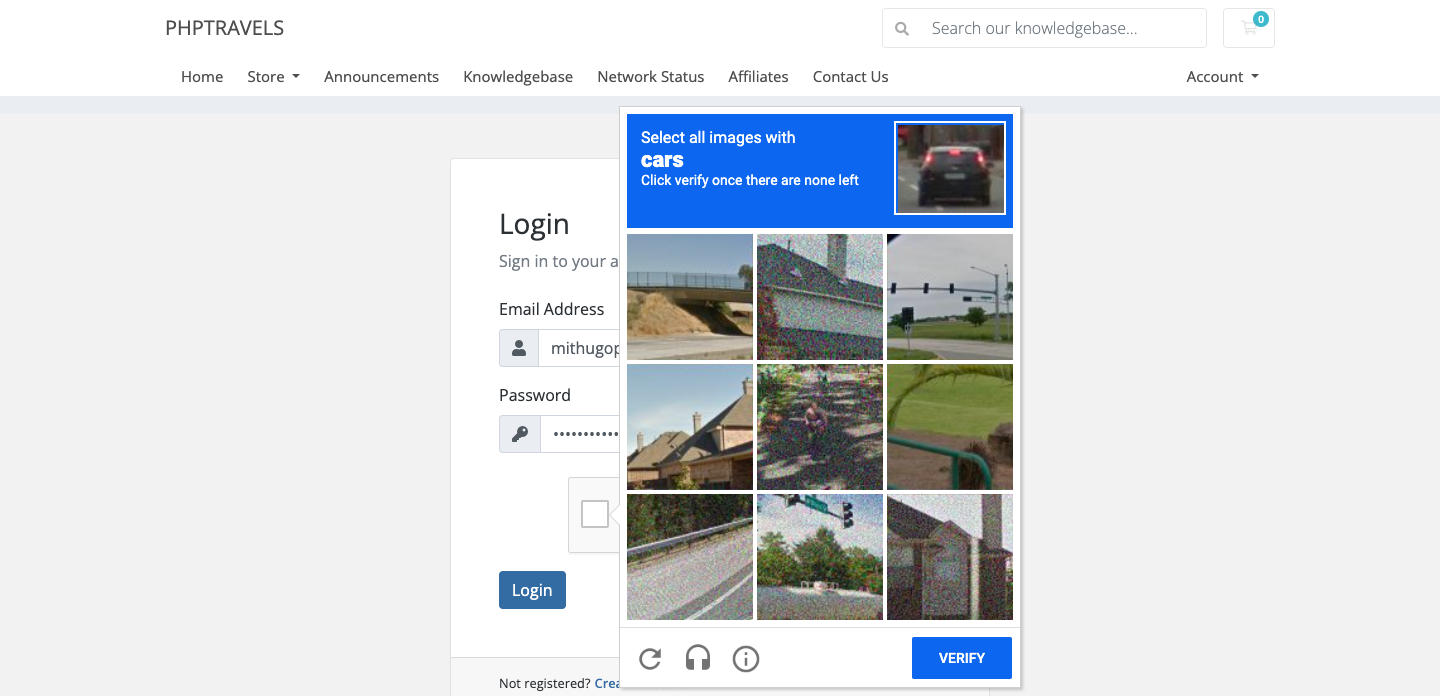 PHPTRAVELS
Search our knowledgebase...
0
Home
Store
Announcements
Knowledgebase
Network Status
Affiliates
Contact Us
Account
Select all images with
cars
Click verify once there are none left
Login
Sign in to your a
Email Address
mithugop
Password
Login
VERIFY
Not registered? Crea